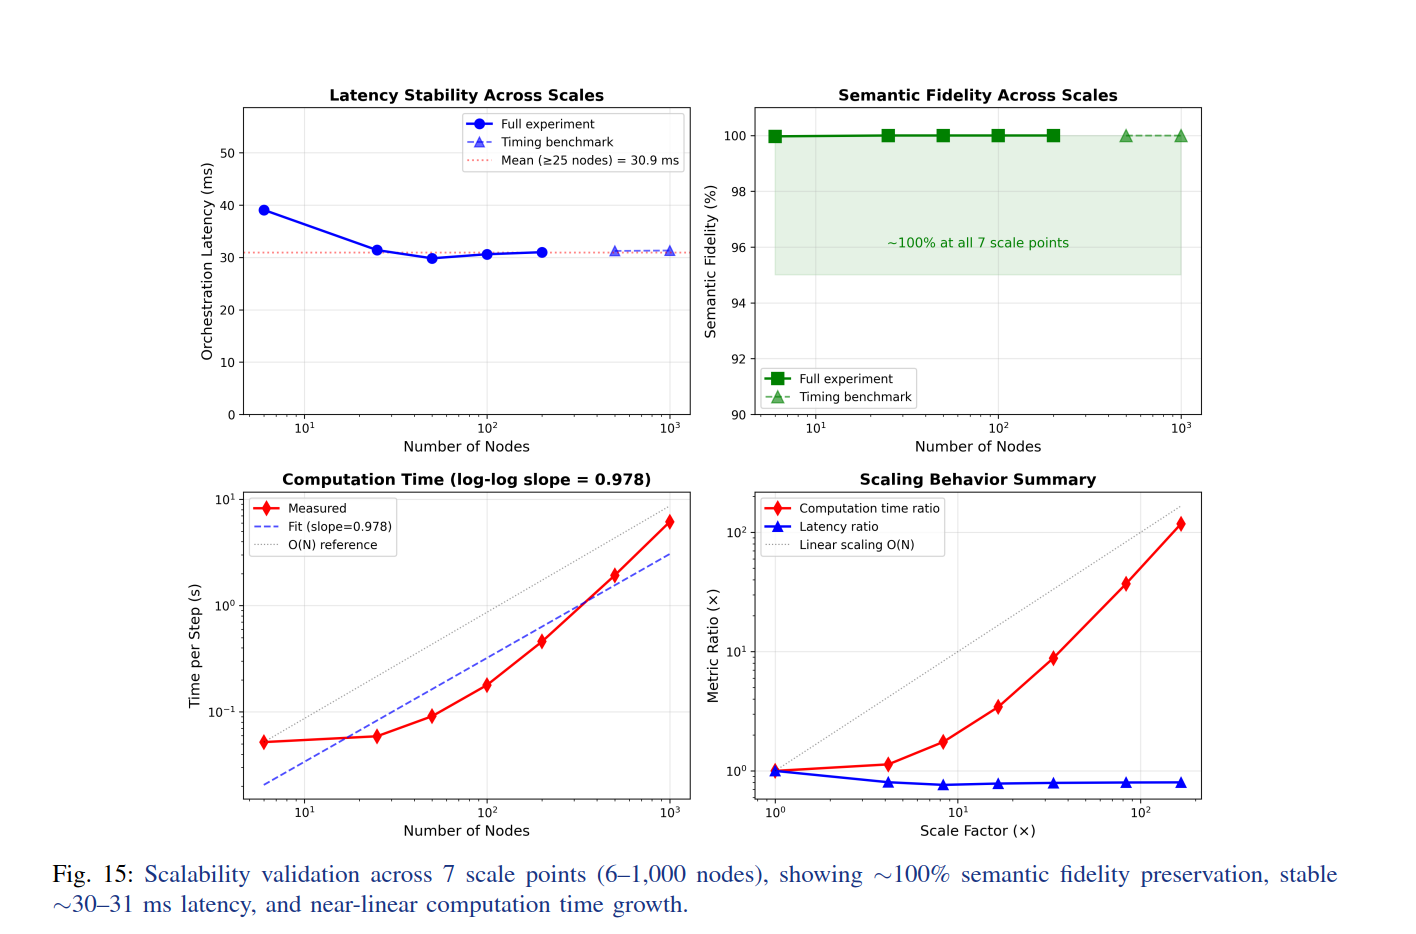 Latency Stability Across Scales
Orchestration Latency (ms)
50
40
30
20
10
0
Full experiment
Timing benchmark
Mean (≥25 nodes) = 30.9 ms
10¹ 10² 10³
Number of Nodes
Semantic Fidelity Across Scales
Semantic Fidelity (%)
100
98
96
94
92
90
~100% at all 7 scale points
Full experiment
Timing benchmark
10¹ 10² 10³
Number of Nodes
Computation Time (log-log slope = 0.978)
Time per Step (s)
10¹
10⁰
10⁻¹
Measured
Fit (slope=0.978)
O(N) reference
10¹ 10² 10³
Number of Nodes
Scaling Behavior Summary
Metric Ratio (×)
10²
10¹
10⁰
Computation time ratio
Latency ratio
Linear scaling O(N)
10⁰ 10¹ 10²
Scale Factor (×)
Fig. 15: Scalability validation across 7 scale points (6–1,000 nodes), showing ∼100% semantic fidelity preservation, stable
∼30–31 ms latency, and near-linear computation time growth.